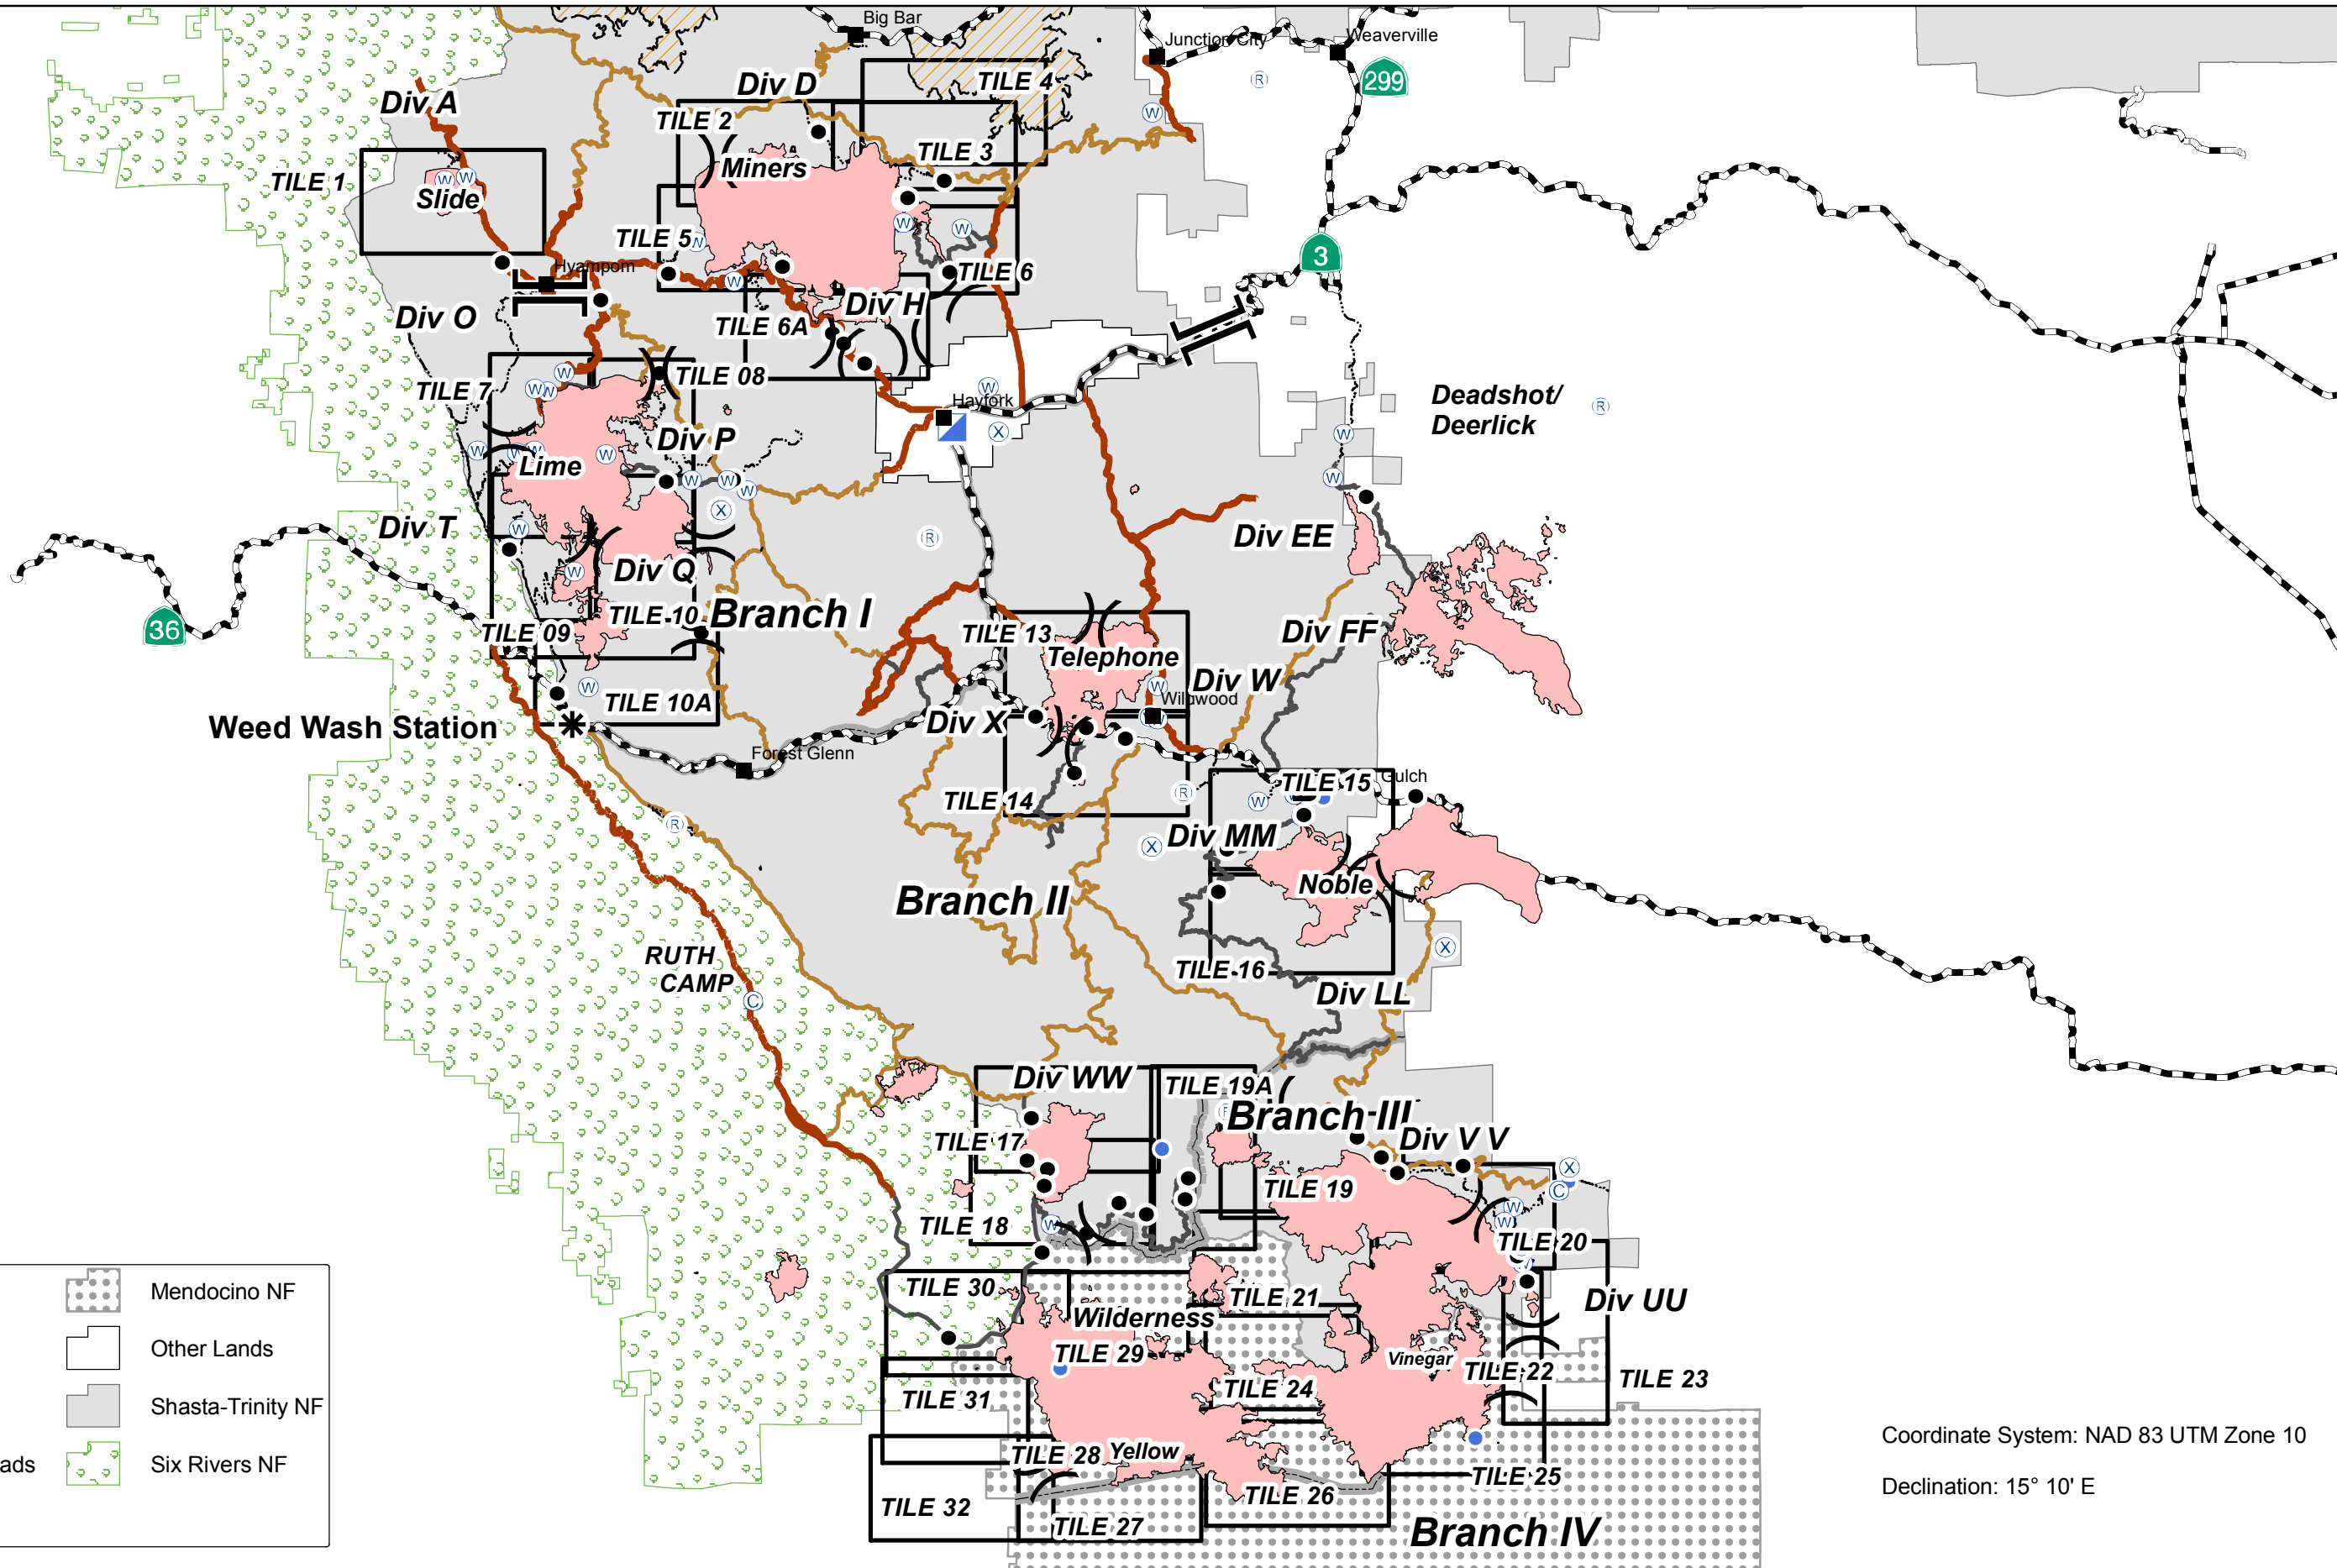 Big Bar
Junction City
Weaverville
299
Div A
Div D
TILE 4
TILE 2
TILE 3
Miners
TILE 1
Slide
TILE 5
Hyampom
TILE 6
3
Div O
Div H
TILE 6A
TILE 7
TILE 08
Hayfork
Deadshot/
Deerlick
Div P
Lime
Div T
Div EE
Div Q
TILE 10
Branch I
36
TILE 09
TILE 13
Div FF
Telephone
Div W
TILE 10A
Wildwood
Weed Wash Station
Div X
Forest Glenn
TILE 15
Gulch
TILE 14
Div MM
Noble
Branch II
RUTH
CAMP
TILE 16
Div LL
Div WW
TILE 19A
Branch III
TILE 17
Div V V
TILE 19
TILE 18
TILE 20
TILE 30
TILE 21
Div UU
Mendocino NF
Wilderness
Other Lands
TILE 29
Vinegar
TILE 22
TILE 23
TILE 24
TILE 31
Shasta-Trinity NF
Coordinate System: NAD 83 UTM Zone 10
TILE 28
Yellow
ads
Six Rivers NF
TILE 25
Declination: 15° 10' E
TILE 26
TILE 32
TILE 27
Branch IV
W
R
X
C